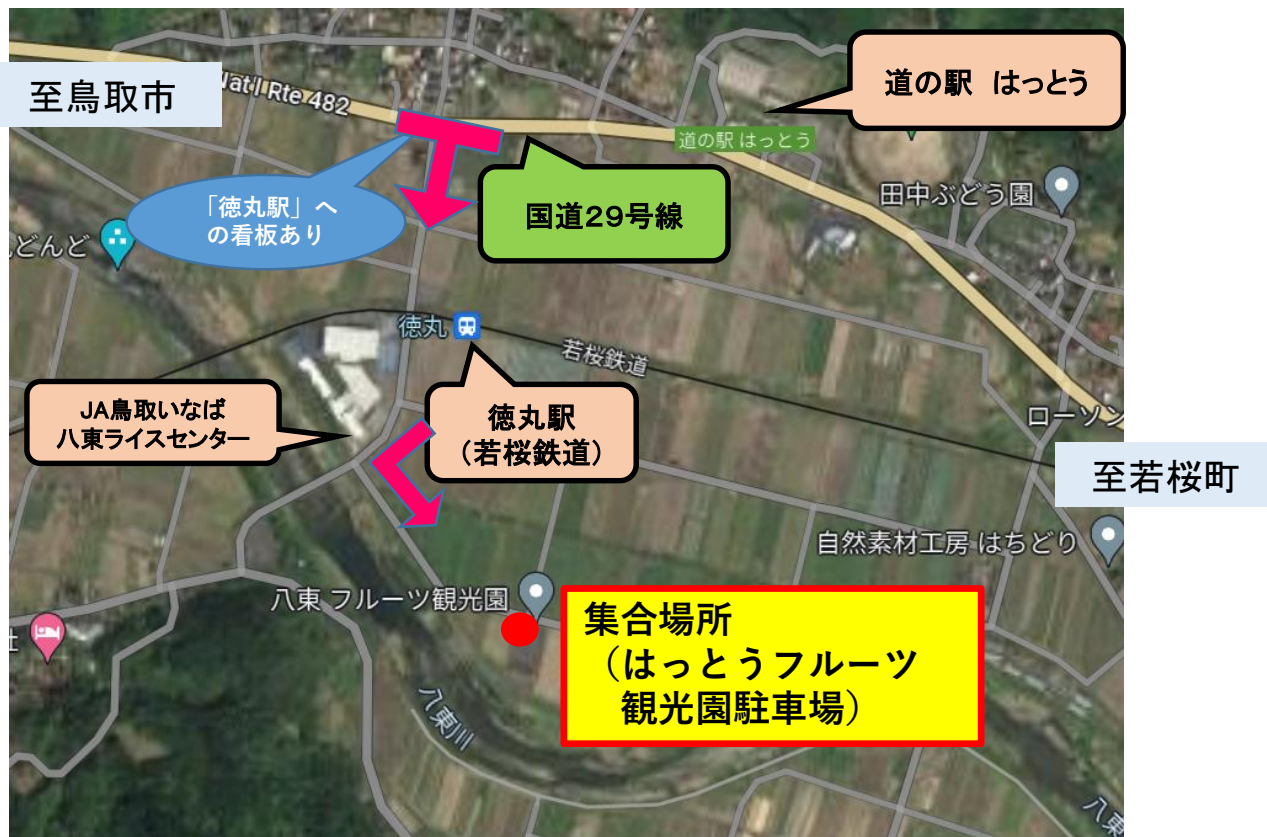 至鳥取市
Nat'l Rte 482
道の駅 はっとう
道の駅 はっとう
「徳丸駅」へ
の看板あり
国道29号線
田中ぶどう園
どんど
徳丸
若桜鉄道
JA鳥取いなば
八東ライスセンター
徳丸駅
（若桜鉄道）
ローソン
至若桜町
自然素材工房 はちどり
八東 フルーツ観光園
集合場所
（はっとうフルーツ
観光園駐車場）
八東川
八東